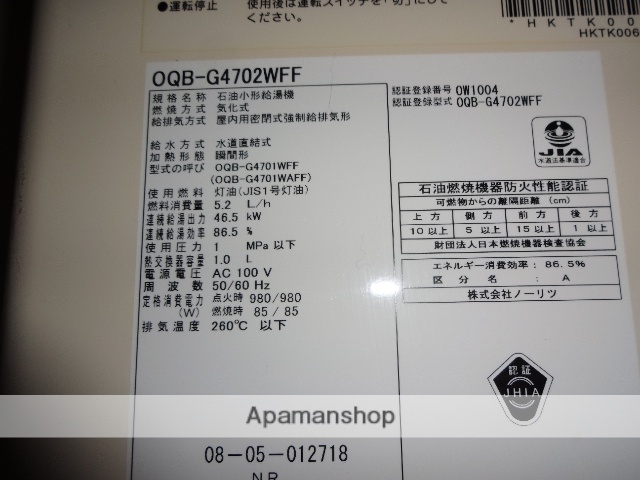 ●運転停止 使用後は運転スイッチを「切」にして
ください。
*HKTK00
HKTK006
OQB-G4702WFF
規格名称 石油小形給湯機
燃焼方式 気化式
給排気方式 屋内用密閉式強制給排気形
給水方式 水道直結式
加熱形態 瞬間形
型式の呼び OQB-G4701WFF
(OQB-G4701WAFF)
使用燃料 灯油(JIS1号灯油)
燃料消費量 5.2 L/h
連続給湯出力 46.5 kW
連続給湯効率 86.5 %
使用圧力 1 MPa 以下
熱交換器容量 1.0 L
電源電圧 AC 100 V
周波数 50/60 Hz
定格消費電力 点火時 980/980
(W) 燃焼時 85/85
排気温度 260℃ 以下
認証登録番号 OW1004
認証登録型式 OQB-G4702WFF
JIA
水道法基準適合
石油燃焼機器防火性能認証
可燃物からの離隔距離 (cm)
上方 側方 前方 後方
10以上 5以上 15以上 1以上
財団法人日本燃焼機器検査協会
エネルギー消費効率: 86.5%
区分名: A
株式会社ノーリツ
認証
JHIA
Apamanshop
08-05-012718
NR